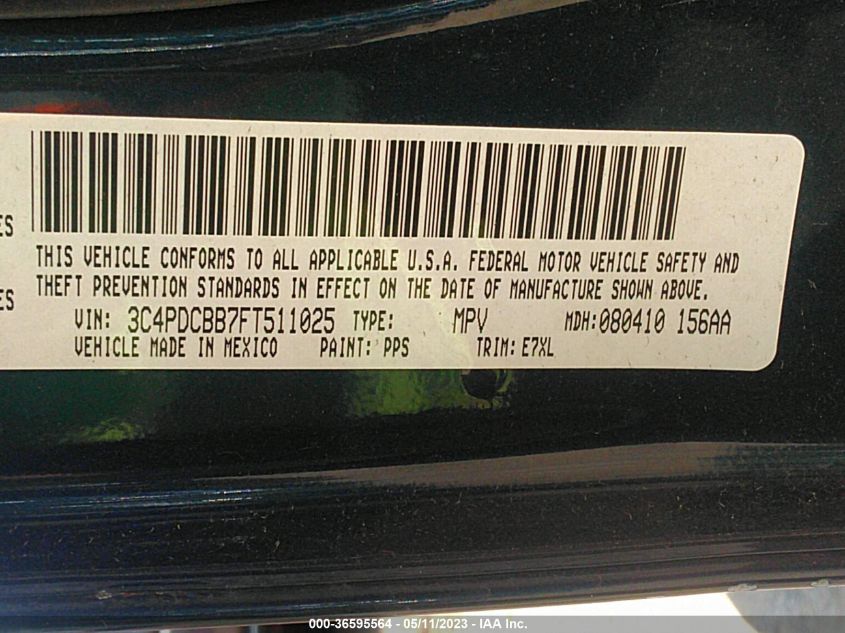 ES
THIS VEHICLE CONFORMS TO ALL APPLICABLE U.S.A. FEDERAL MOTOR VEHICLE SAFETY AND
ES THEFT PREVENTION STANDARDS IN EFFECT ON THE DATE OF MANUFACTURE SHOWN ABOVE.
VIN: 3C4PDCBB7FT511025 TYPE: MPV MDH:080410 156AA
VEHICLE MADE IN MEXICO PAINT: PPS TRIM: E7XL
000-36595564 - 05/11/2023 - IAA Inc.